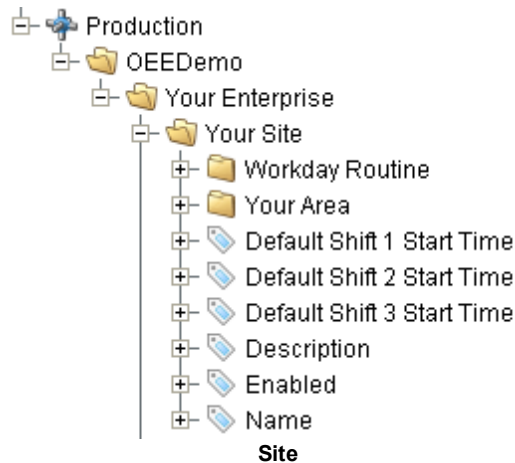 Production
OEEDemo
Your Enterprise
Your Site
Workday Routine
Your Area
Default Shift 1 Start Time
Default Shift 2 Start Time
Default Shift 3 Start Time
Description
Enabled
Name
Site